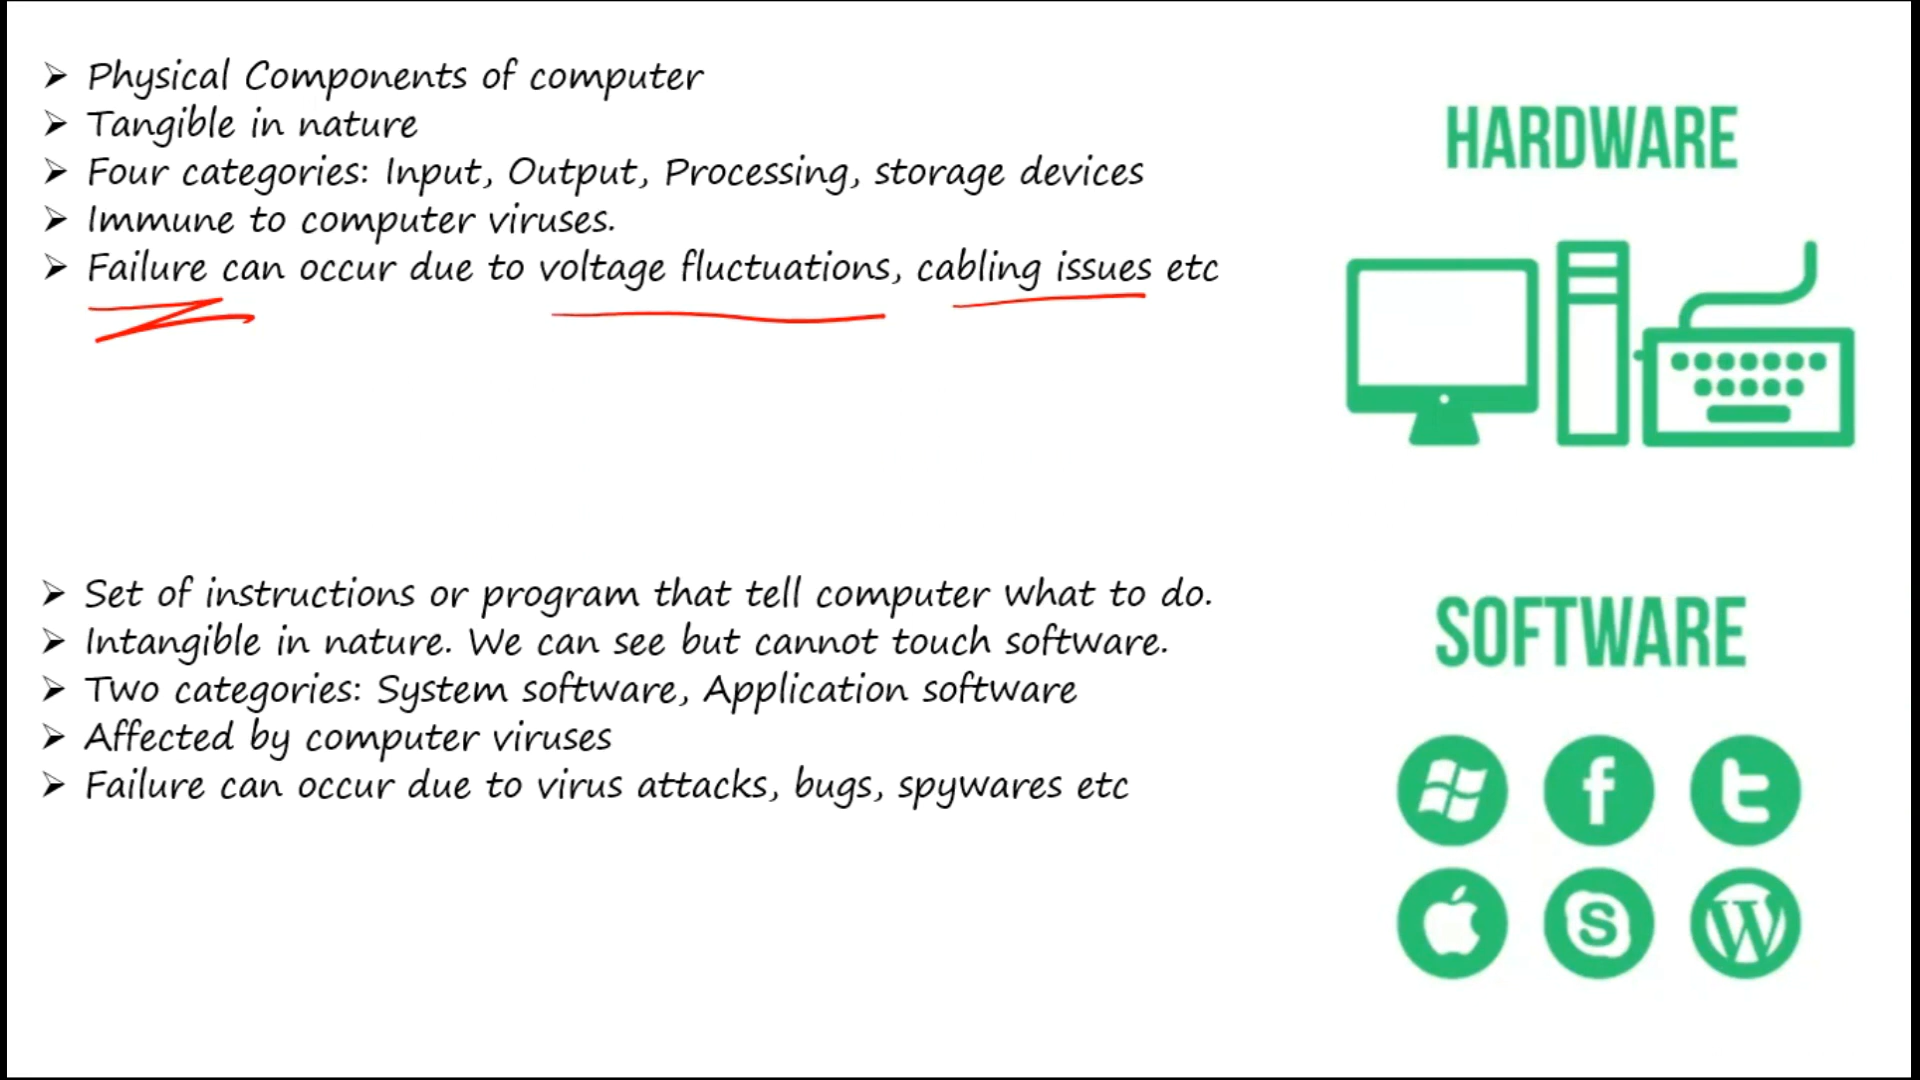 ➢ Physical Components of computer
➢ Tangible in nature
➢ Four categories: Input, Output, Processing, storage devices
➢ Immune to computer viruses.
➢ Failure can occur due to voltage fluctuations, cabling issues etc
HARDWARE
➢ Set of instructions or program that tell computer what to do.
➢ Intangible in nature. We can see but cannot touch software.
➢ Two categories: System software, Application software
➢ Affected by computer viruses
➢ Failure can occur due to virus attacks, bugs, spywares etc
SOFTWARE